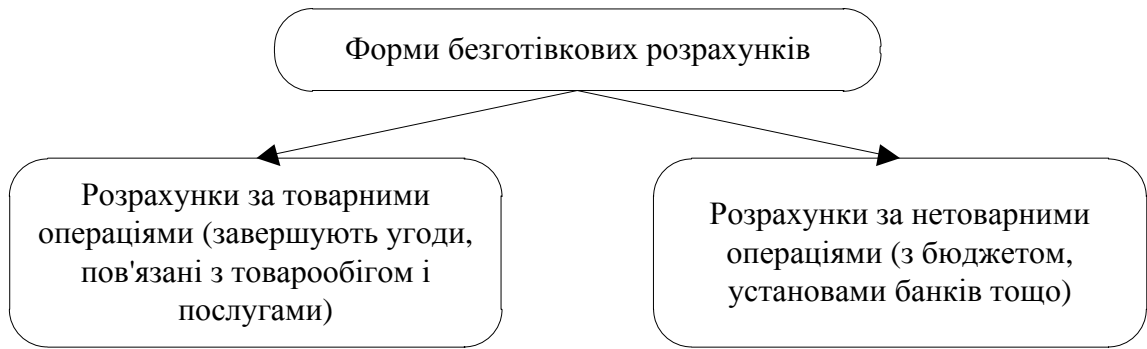 Форми безготівкових розрахунків
Розрахунки за товарними
операціями (завершують угоди,
пов'язані з товарообігом і
послугами)
Розрахунки за нетоварними
операціями (з бюджетом,
установами банків тощо)